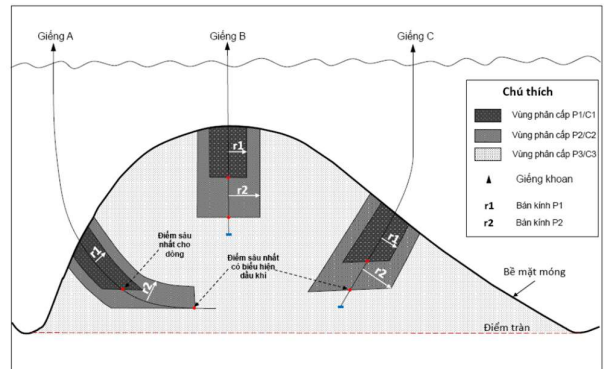 Giếng A
Giếng B
Giếng C
Chú thích
Vùng phân cấp P1/C1
Vùng phân cấp P2/C2
Vùng phân cấp P3/C3
Giếng khoan
r1 Bán kính P1
r2 Bán kính P2
r1
r2
r1
r2
r2
r2
Điểm sâu
nhất cho
dòng
Điểm sâu nhất
có biểu hiện
dầu khí
Bề mặt móng
Điểm tràn